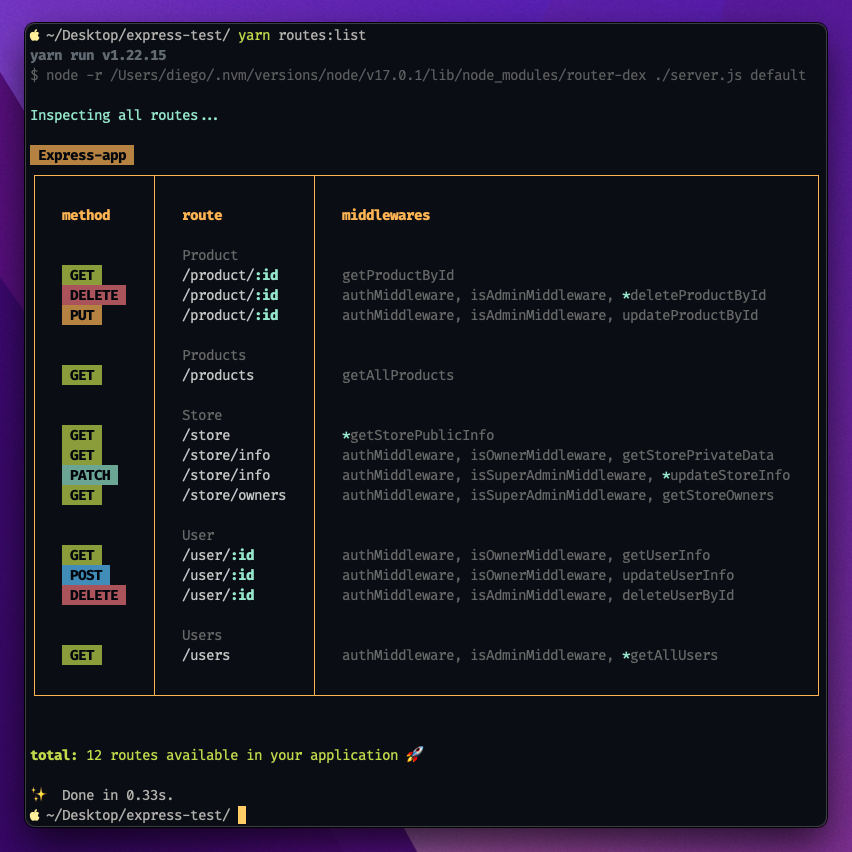 ~/Desktop/express-test/ yarn routes:list
yarn run v1.22.15
$ node -r /Users/diego/.nvm/versions/node/v17.0.1/lib/node_modules/router-dex ./server.js default
Inspecting all routes...
Express-app
method route middlewares
Product
GET /product/:id getProductById
DELETE /product/:id authMiddleware, isAdminMiddleware, *deleteProductById
PUT /product/:id authMiddleware, isAdminMiddleware, updateProductById
Products
GET /products getAllProducts
Store
GET /store *getStorePublicInfo
GET /store/info authMiddleware, isOwnerMiddleware, getStorePrivateData
PATCH /store/info authMiddleware, isSuperAdminMiddleware, *updateStoreInfo
GET /store/owners authMiddleware, isSuperAdminMiddleware, getStoreOwners
User
GET /user/:id authMiddleware, isOwnerMiddleware, getUserInfo
POST /user/:id authMiddleware, isOwnerMiddleware, updateUserInfo
DELETE /user/:id authMiddleware, isAdminMiddleware, deleteUserById
Users
GET /users authMiddleware, isAdminMiddleware, *getAllUsers
total: 12 routes available in your application 🚀
✨ Done in 0.33s.
~/Desktop/express-test/